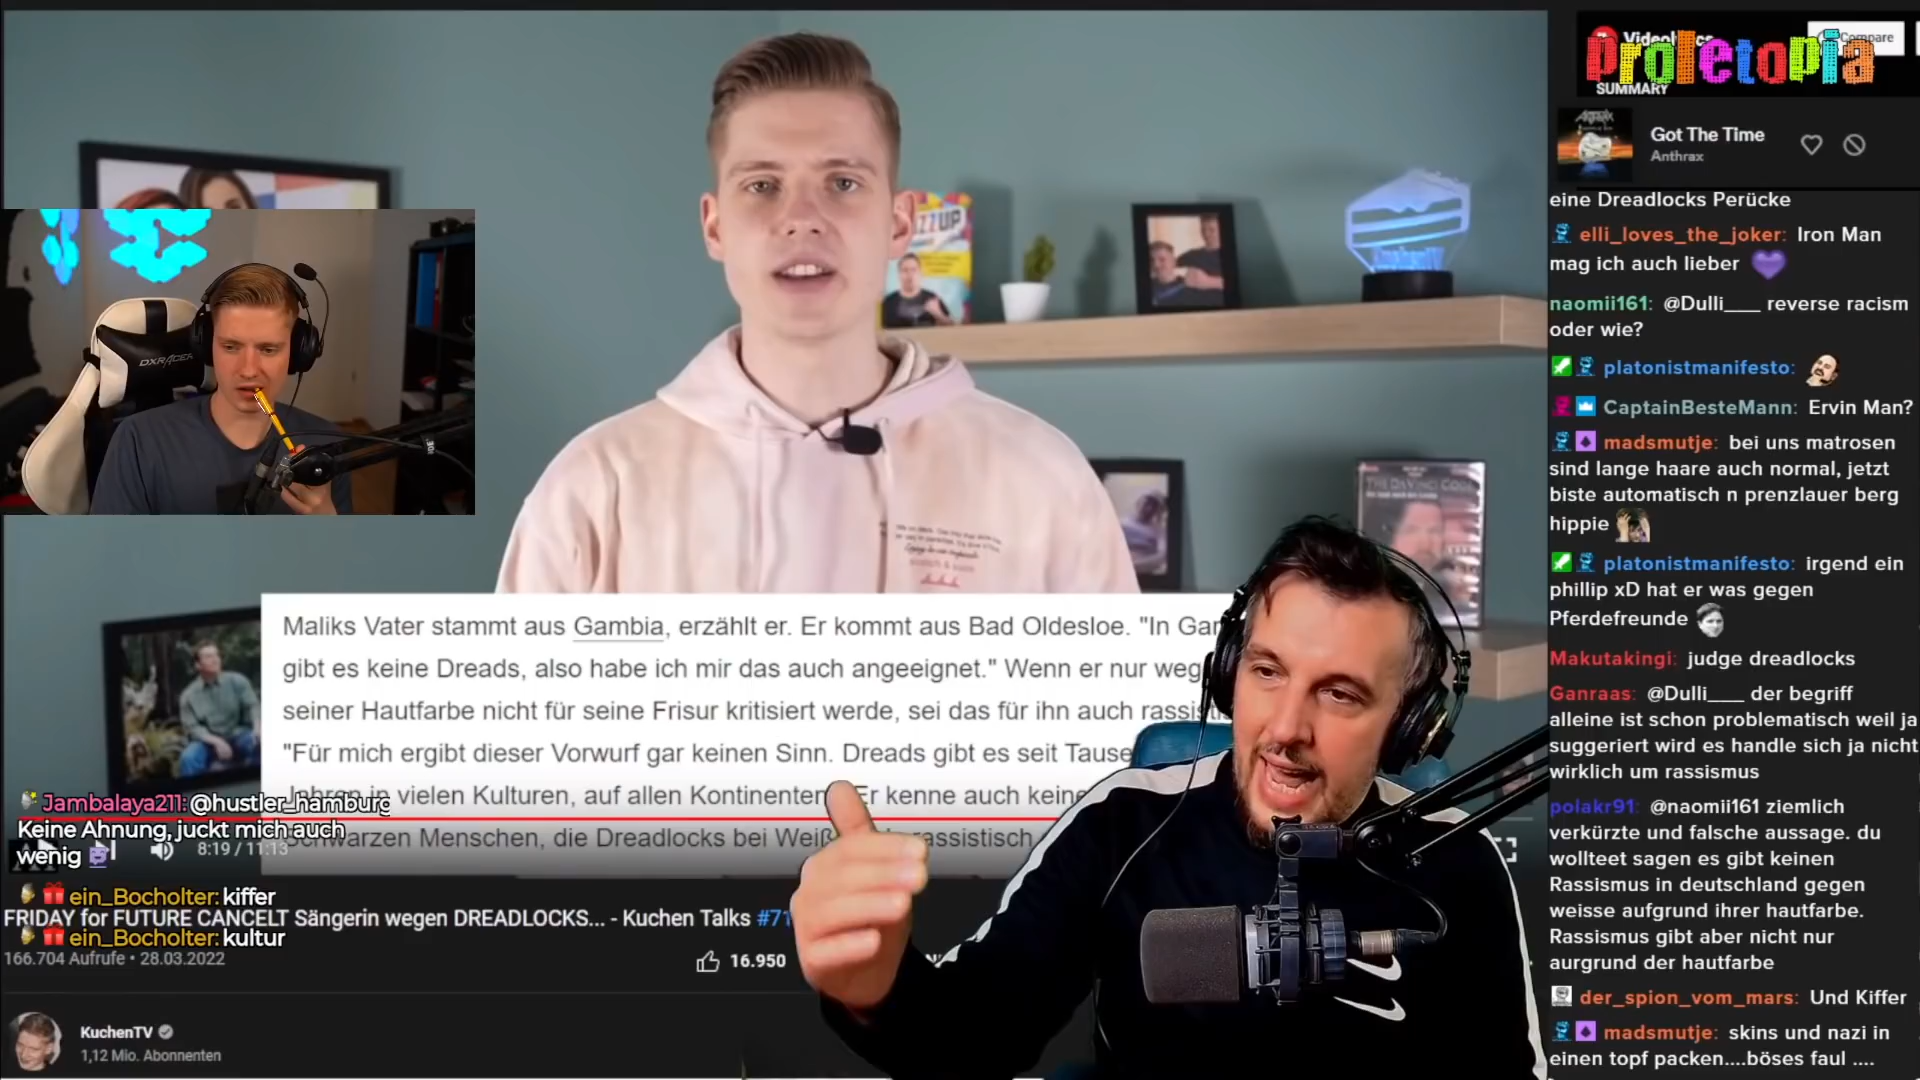 Maliks Vater stammt aus Gambia, erzählt er. Er kommt aus Bad Oldesloe. "In Gam
gibt es keine Dreads, also habe ich mir das auch angeeignet." Wenn er nur weg
seiner Hautfarbe nicht für seine Frisur kritisiert werde, sei das für ihn auch rassistis
"Für mich ergibt dieser Vorwurf gar keinen Sinn. Dreads gibt es seit Tause
Jahren in vielen Kulturen, auf allen Kontinenten." Er kenne auch keine
schwarzen Menschen, die Dreadlocks bei Weiß rassistisch
DXRACER
THE DAVINCI CODE
Jambalaya211: @hustler_hamburg
Keine Ahnung, juckt mich auch
wenig
8:19 / 11:13
ein_Bocholter: kiffer
FRIDAY for FUTURE CANCELT Sängerin wegen DREADLOCKS... - Kuchen Talks #71
ein_Bocholter: kultur
166.704 Aufrufe • 28.03.2022
16.950
KuchenTV
1,12 Mio. Abonnenten
Compare
Proletopia
SUMMARY
ANTHRAX
Got The Time
Anthrax
eine Dreadlocks Perücke
elli_loves_the_joker: Iron Man
mag ich auch lieber
naomii161: @Dulli___ reverse racism
oder wie?
platonistmanifesto:
CaptainBesteMann: Ervin Man?
madsmutje: bei uns matrosen
sind lange haare auch normal, jetzt
biste automatisch n prenzlauer berg
hippie
platonistmanifesto: irgend ein
phillip xD hat er was gegen
Pferdefreunde
Makutakingi: judge dreadlocks
Ganraas: @Dulli___ der begriff
alleine ist schon problematisch weil ja
suggeriert wird es handle sich ja nicht
wirklich um rassismus
polakr91: @naomii161 ziemlich
verkürzte und falsche aussage. du
wollteet sagen es gibt keinen
Rassismus in deutschland gegen
weisse aufgrund ihrer hautfarbe.
Rassismus gibt aber nicht nur
aurgrund der hautfarbe
der_spion_vom_mars: Und Kiffer
madsmutje: skins und nazi in
einen topf packen....böses faul ....